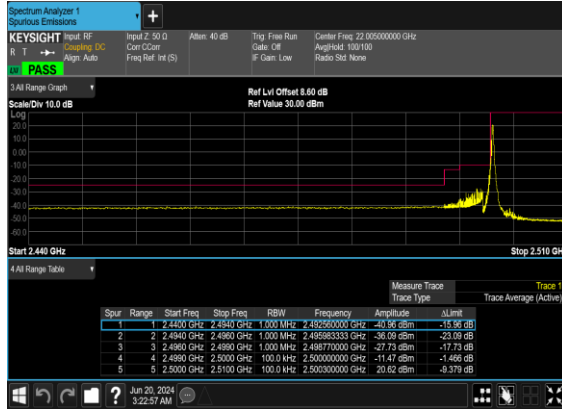 Spectrum Analyzer 1
Spurious Emissions
+
KEYSIGHT Input: RF Input Z: 50 Ω Atten: 40 dB Trig: Free Run Center Freq: 22.005000000 GHz
R T Coupling: DC Corr CCorr Gate: Off Avg|Hold: 100/100
Align: Auto Freq Ref: Int (S) IF Gain: Low Radio Std: None
PASS
3 All Range Graph
Ref Lvl Offset 8.60 dB
Scale/Div 10.0 dB Ref Value 30.00 dBm
Log
20.0
10.0
0.00
-10.0
-20.0
-30.0
-40.0
-50.0
-60.0
Start 2.440 GHz Stop 2.510 GH
4 All Range Table
Measure Trace Trace 1
Trace Type Trace Average (Active)
Spur Range Start Freq Stop Freq RBW Frequency Amplitude ΔLimit
1 1 2.4400 GHz 2.4940 GHz 1.000 MHz 2.492560000 GHz -40.96 dBm -15.96 dB
2 2 2.4940 GHz 2.4960 GHz 1.000 MHz 2.495983333 GHz -36.09 dBm -23.09 dB
3 3 2.4960 GHz 2.4990 GHz 1.000 MHz 2.498770000 GHz -27.73 dBm -17.73 dB
4 4 2.4990 GHz 2.5000 GHz 100.0 kHz 2.500000000 GHz -11.47 dBm -1.466 dB
5 5 2.5000 GHz 2.5100 GHz 100.0 kHz 2.500300000 GHz 20.62 dBm -9.379 dB
? Jun 20, 2024
3:22:57 AM